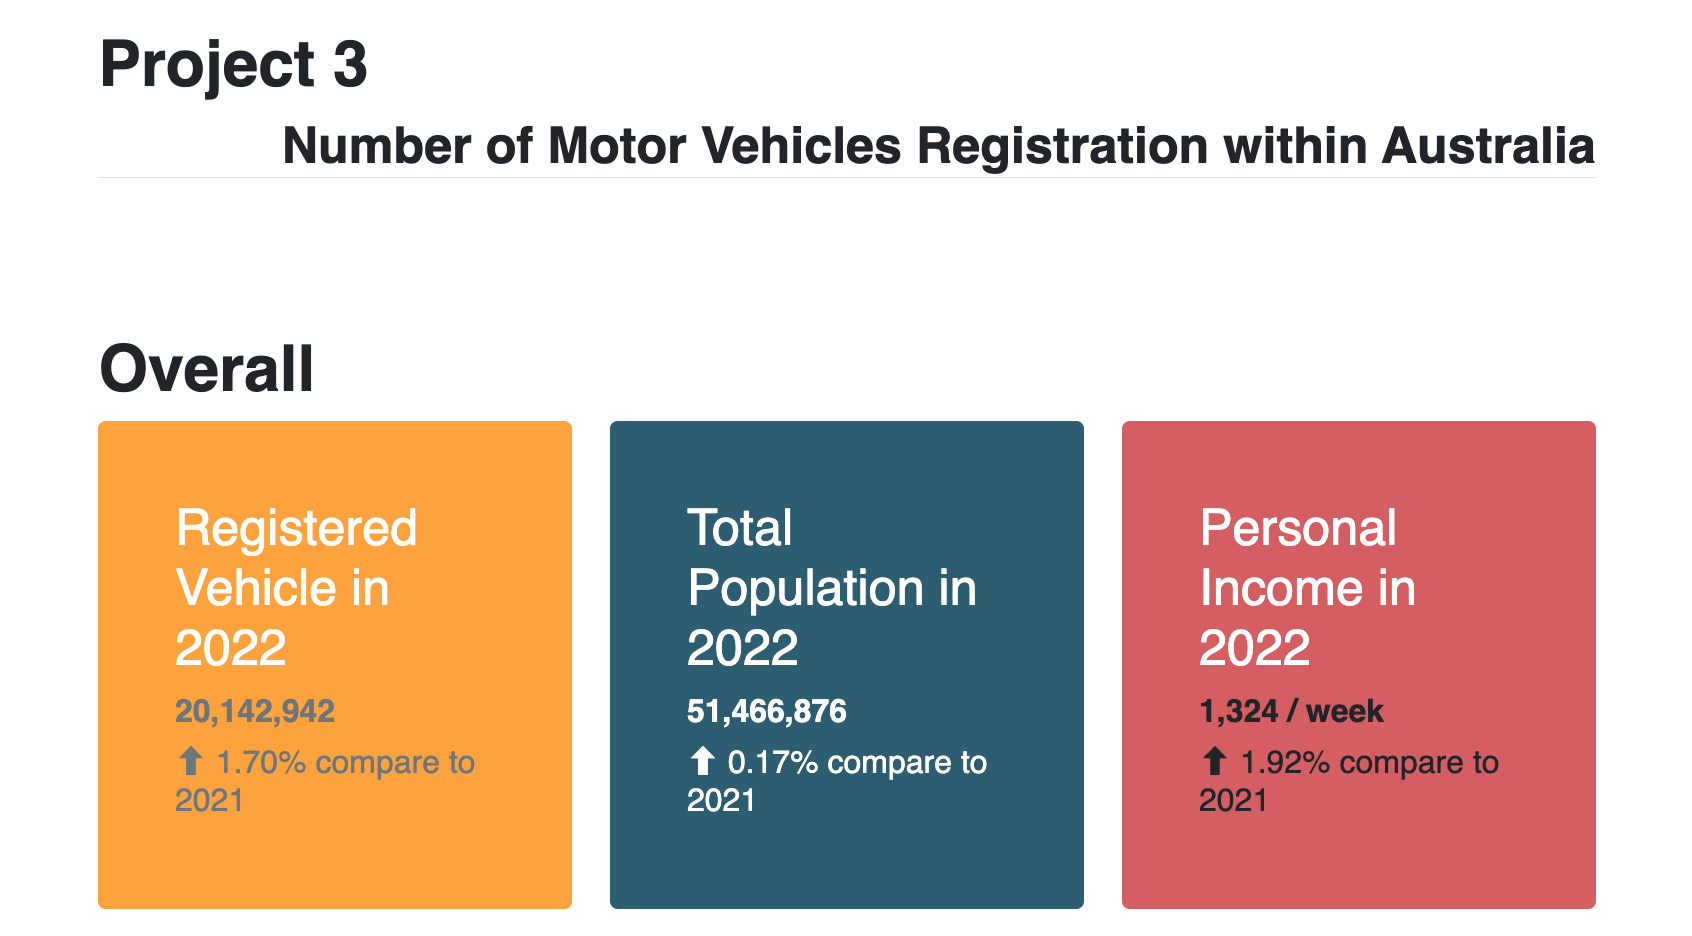 Project 3
Number of Motor Vehicles Registration within Australia
Overall
Registered
Vehicle in
2022
20,142,942
⬆ 1.70% compare to
2021
Total
Population in
2022
51,466,876
⬆ 0.17% compare to
2021
Personal
Income in
2022
1,324 / week
⬆ 1.92% compare to
2021